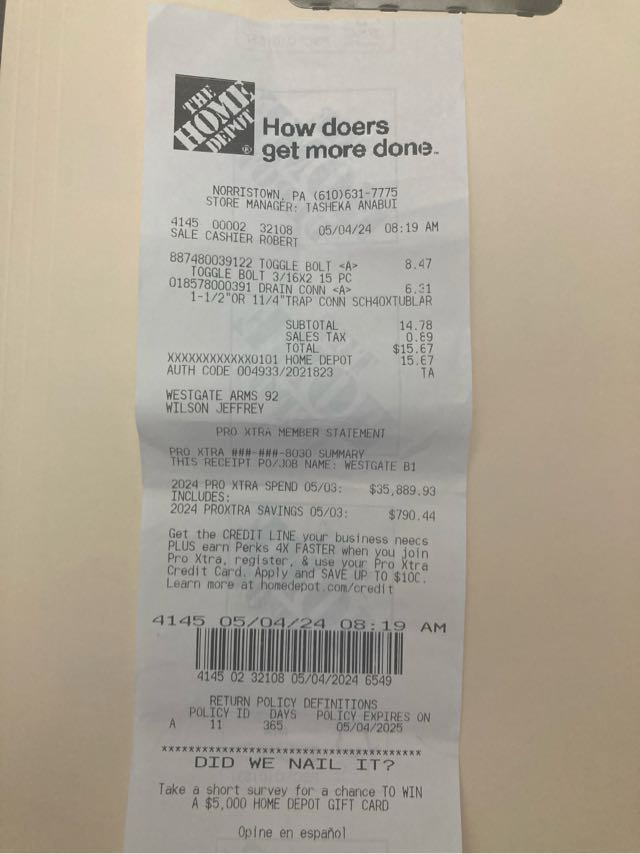 THE
HOME
DEPOT
®
How doers
get more done.™
NORRISTOWN, PA (610)631-7775
STORE MANAGER: TASHEKA ANABUI
4145 00002 32108 05/04/24 08:19 AM
SALE CASHIER ROBERT
887480039122 TOGGLE BOLT <A> 8.47
TOGGLE BOLT 3/16X2 15 PC
018578000391 DRAIN CONN <A> 6.31
1-1/2"OR 11/4"TRAP CONN SCH40XTUBLAR
SUBTOTAL 14.78
SALES TAX 0.89
TOTAL $15.67
XXXXXXXXXXXX0101 HOME DEPOT 15.67
AUTH CODE 004933/2021823 TA
WESTGATE ARMS 92
WILSON JEFFREY
PRO XTRA MEMBER STATEMENT
PRO XTRA ###-###-8030 SUMMARY
THIS RECEIPT PO/JOB NAME: WESTGATE B1
2024 PRO XTRA SPEND 05/03: $35,889.93
INCLUDES:
2024 PROXTRA SAVINGS 05/03: $790.44
Get the CREDIT LINE your business needs
PLUS earn Perks 4X FASTER when you join
Pro Xtra, register, & use your Pro Xtra
Credit Card. Apply and SAVE UP TO $100.
Learn more at homedepot.com/credit
4145 05/04/24 08:19 AM
4145 02 32108 05/04/2024 6549
RETURN POLICY DEFINITIONS
POLICY ID DAYS POLICY EXPIRES ON
A 11 365 05/04/2025
******************************************
DID WE NAIL IT?
Take a short survey for a chance TO WIN
A $5,000 HOME DEPOT GIFT CARD
Opine en español